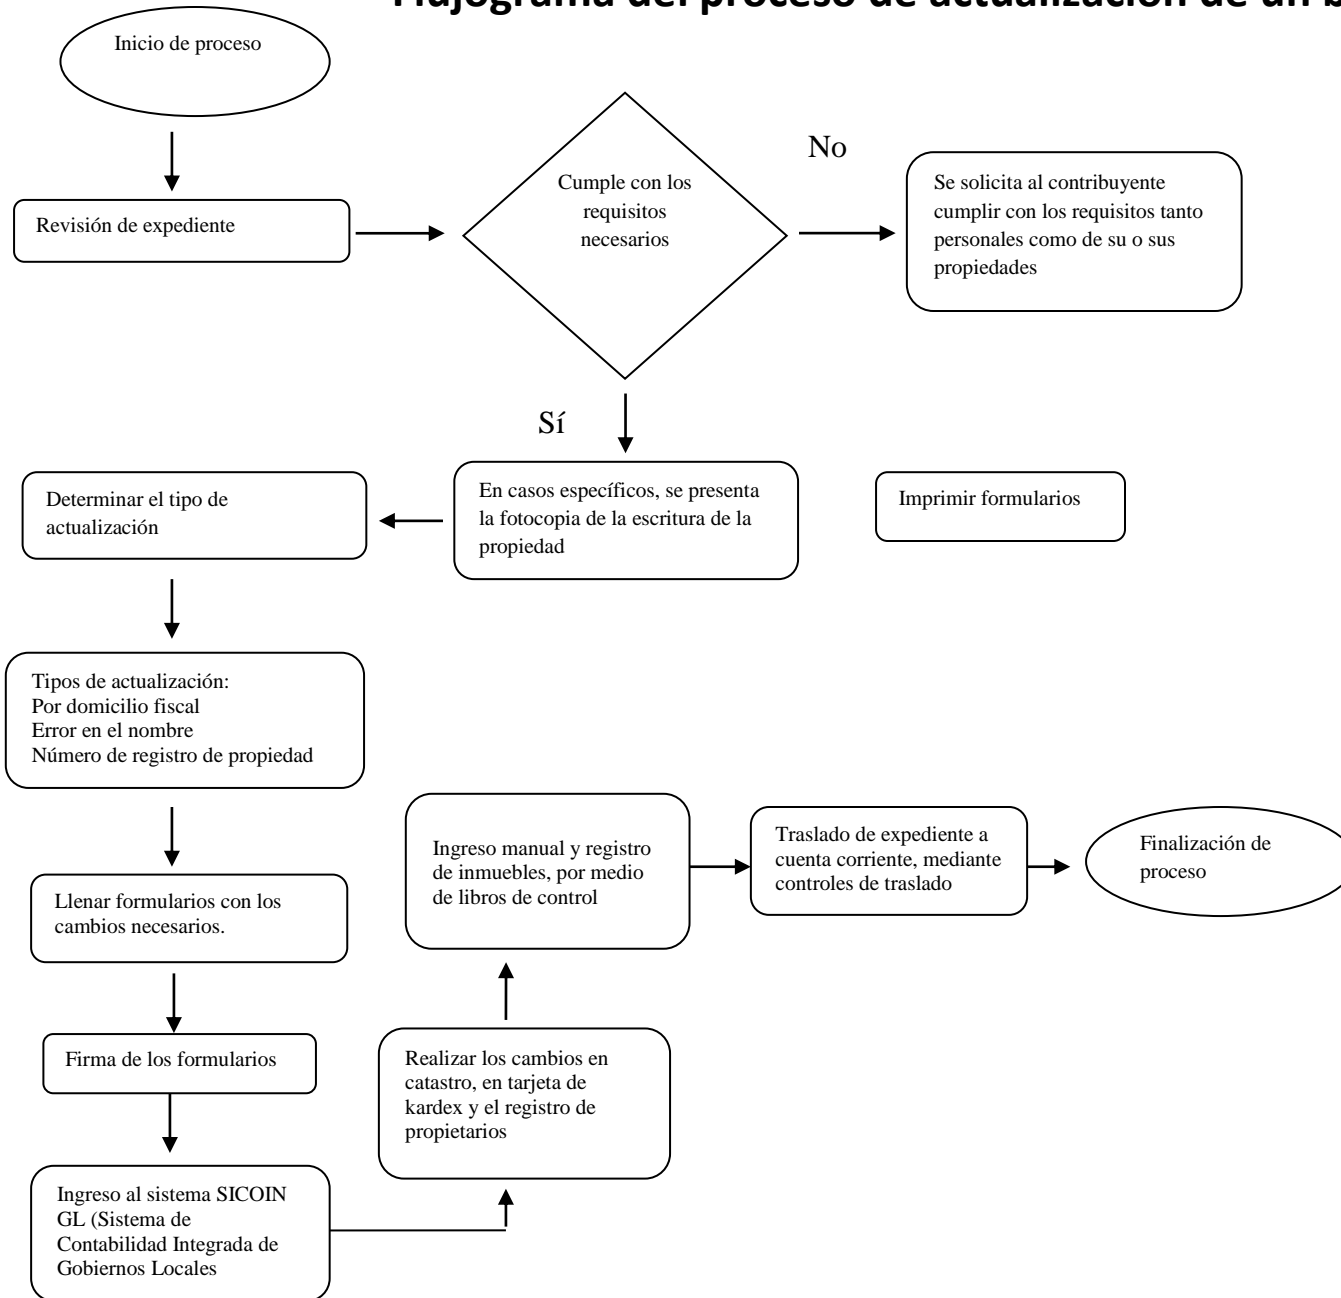 Flujograma del proceso de actualización de un b
Inicio de proceso
Revisión de expediente
Cumple con los
requisitos
necesarios
No
Se solicita al contribuyente
cumplir con los requisitos tanto
personales como de su o sus
propiedades
Sí
En casos específicos, se presenta
la fotocopia de la escritura de la
propiedad
Imprimir formularios
Determinar el tipo de
actualización
Tipos de actualización:
Por domicilio fiscal
Error en el nombre
Número de registro de propiedad
Llenar formularios con los
cambios necesarios.
Firma de los formularios
Ingreso al sistema SICOIN
GL (Sistema de
Contabilidad Integrada de
Gobiernos Locales
Realizar los cambios en
catastro, en tarjeta de
kardex y el registro de
propietarios
Ingreso manual y registro
de inmuebles, por medio
de libros de control
Traslado de expediente a
cuenta corriente, mediante
controles de traslado
Finalización de
proceso